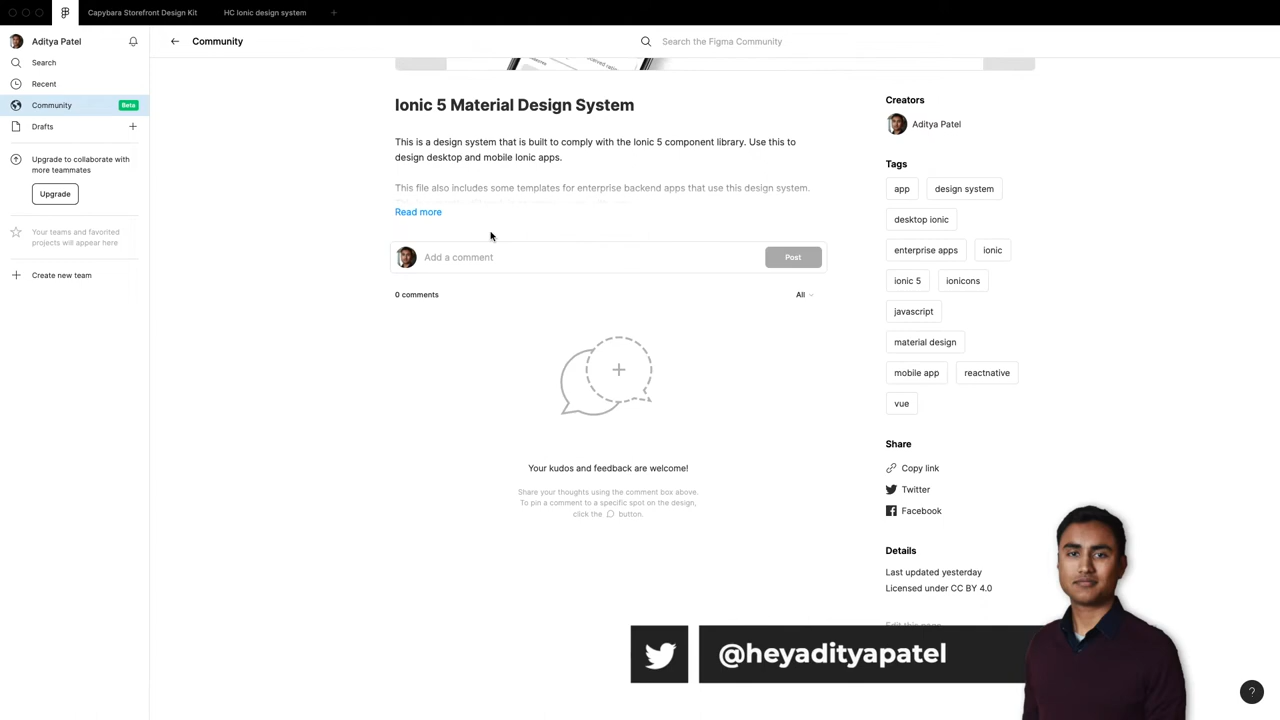 Capybara Storefront Design Kit
HC Ionic design system
Aditya Patel
Search
Recent
Community
Beta
Drafts
Upgrade to collaborate with
more teammates
Upgrade
Your teams and favorited
projects will appear here
Create new team
Community
Search the Figma Community
Ionic 5 Material Design System
This is a design system that is built to comply with the Ionic 5 component library. Use this to
design desktop and mobile Ionic apps.
This file also includes some templates for enterprise backend apps that use this design system.
Read more
Add a comment
Post
0 comments
All
Your kudos and feedback are welcome!
Share your thoughts using the comment box above.
To pin a comment to a specific spot on the design,
click the button.
Creators
Aditya Patel
Tags
app
design system
desktop ionic
enterprise apps
ionic
ionic 5
ionicons
javascript
material design
mobile app
reactnative
vue
Share
Copy link
Twitter
Facebook
Details
Last updated yesterday
Licensed under CC BY 4.0
@heyadityapatel
?